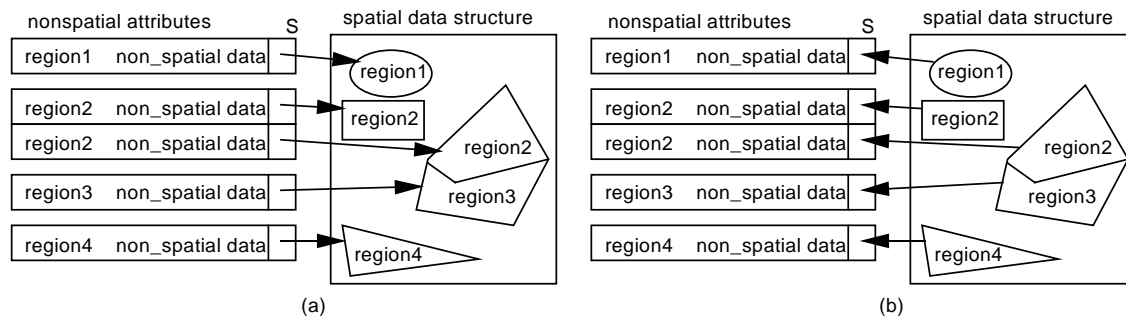 nonspatial attributes S spatial data structure
region1 non_spatial data
region1
region2 non_spatial data
region2
region2 non_spatial data
region2
region3 non_spatial data
region3
region4 non_spatial data
region4
(a)
nonspatial attributes S spatial data structure
region1 non_spatial data
region1
region2 non_spatial data
region2
region2 non_spatial data
region2
region3 non_spatial data
region3
region4 non_spatial data
region4
(b)